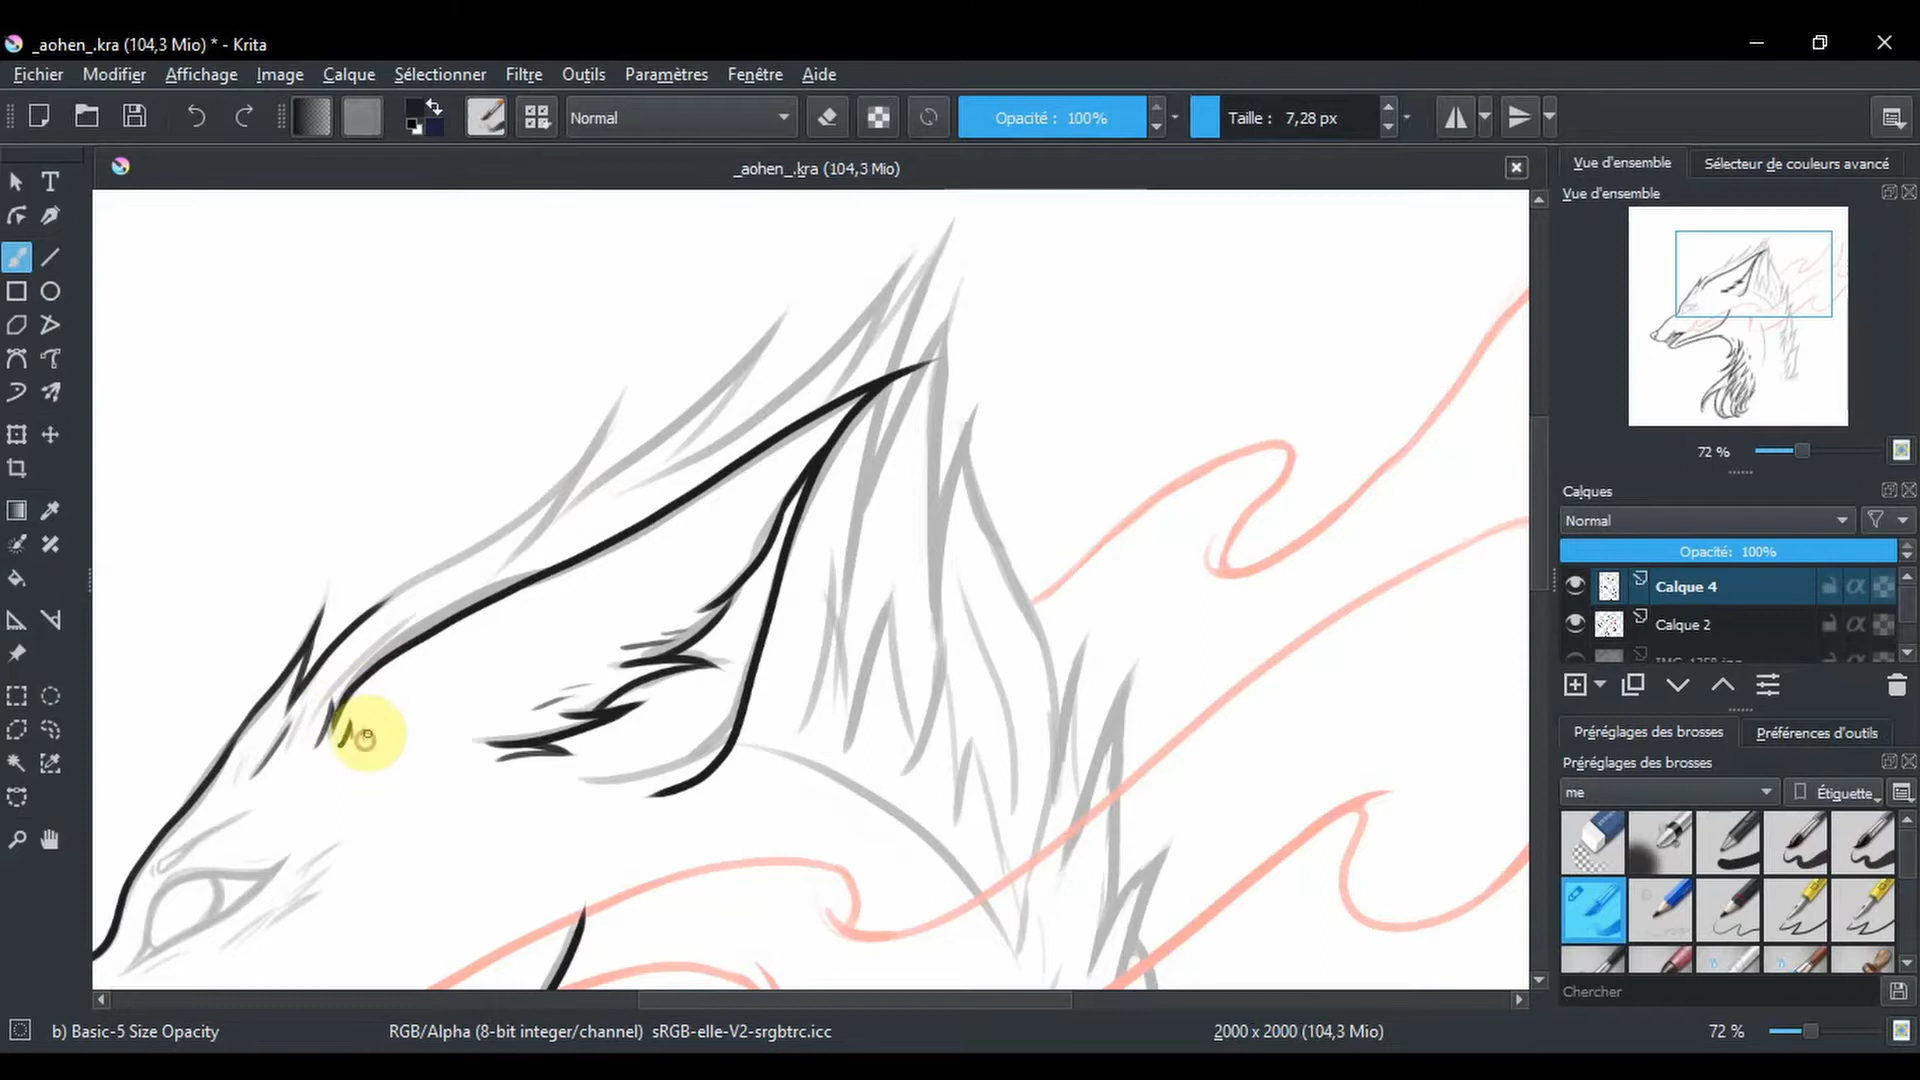 _aohen_.kra (104,3 Mio) * - Krita
Fichier Modifier Affichage Image Calque Sélectionner Filtre Outils Paramètres Fenêtre Aide
Normal
Opacité : 100%
Taille : 7,28 px
_aohen_.kra (104,3 Mio)
Vue d'ensemble
Sélecteur de couleurs avancé
Vue d'ensemble
72 %
Calques
Normal
Opacité: 100%
Calque 4
Calque 2
Préréglages des brosses
Préférences d'outils
Préréglages des brosses
me
Étiquette
Chercher
b) Basic-5 Size Opacity
RGB/Alpha (8-bit integer/channel) sRGB-elle-V2-srgbtrc.icc
2000 x 2000 (104,3 Mio)
72 %